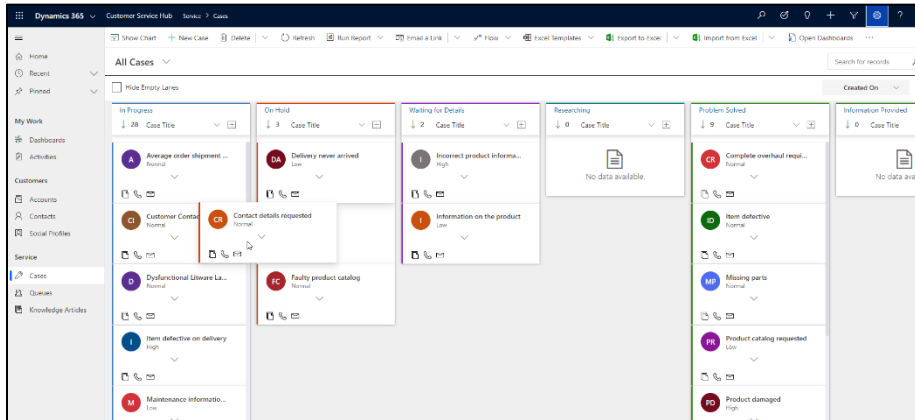 Dynamics 365
Customer Service Hub
Service > Cases
Show Chart
New Case
Delete
Refresh
Run Report
Email a Link
Flow
Excel Templates
Export to Excel
Import from Excel
Open Dashboards
Home
Recent
Pinned
My Work
Dashboards
Activities
Customers
Accounts
Contacts
Social Profiles
Service
Cases
Queues
Knowledge Articles
All Cases
Search for records
Hide Empty Lanes
Created On
In Progress
28 Case Title
A Average order shipment ...
Normal
CI Customer Contac
Normal
D Dysfunctional Litware La...
Normal
I Item defective on delivery
High
M Maintenance informatio...
Low
CR Contact details requested
Normal
On Hold
3 Case Title
DA Delivery never arrived
Low
FC Faulty product catalog
Normal
Waiting for Details
2 Case Title
I Incorrect product informa...
High
I Information on the product
Low
Researching
0 Case Title
No data available.
Problem Solved
9 Case Title
CR Complete overhaul requi...
Normal
ID Item defective
Normal
MP Missing parts
Normal
PR Product catalog requested
Low
PD Product damaged
High
Information Provided
0 Case Title
No data ava